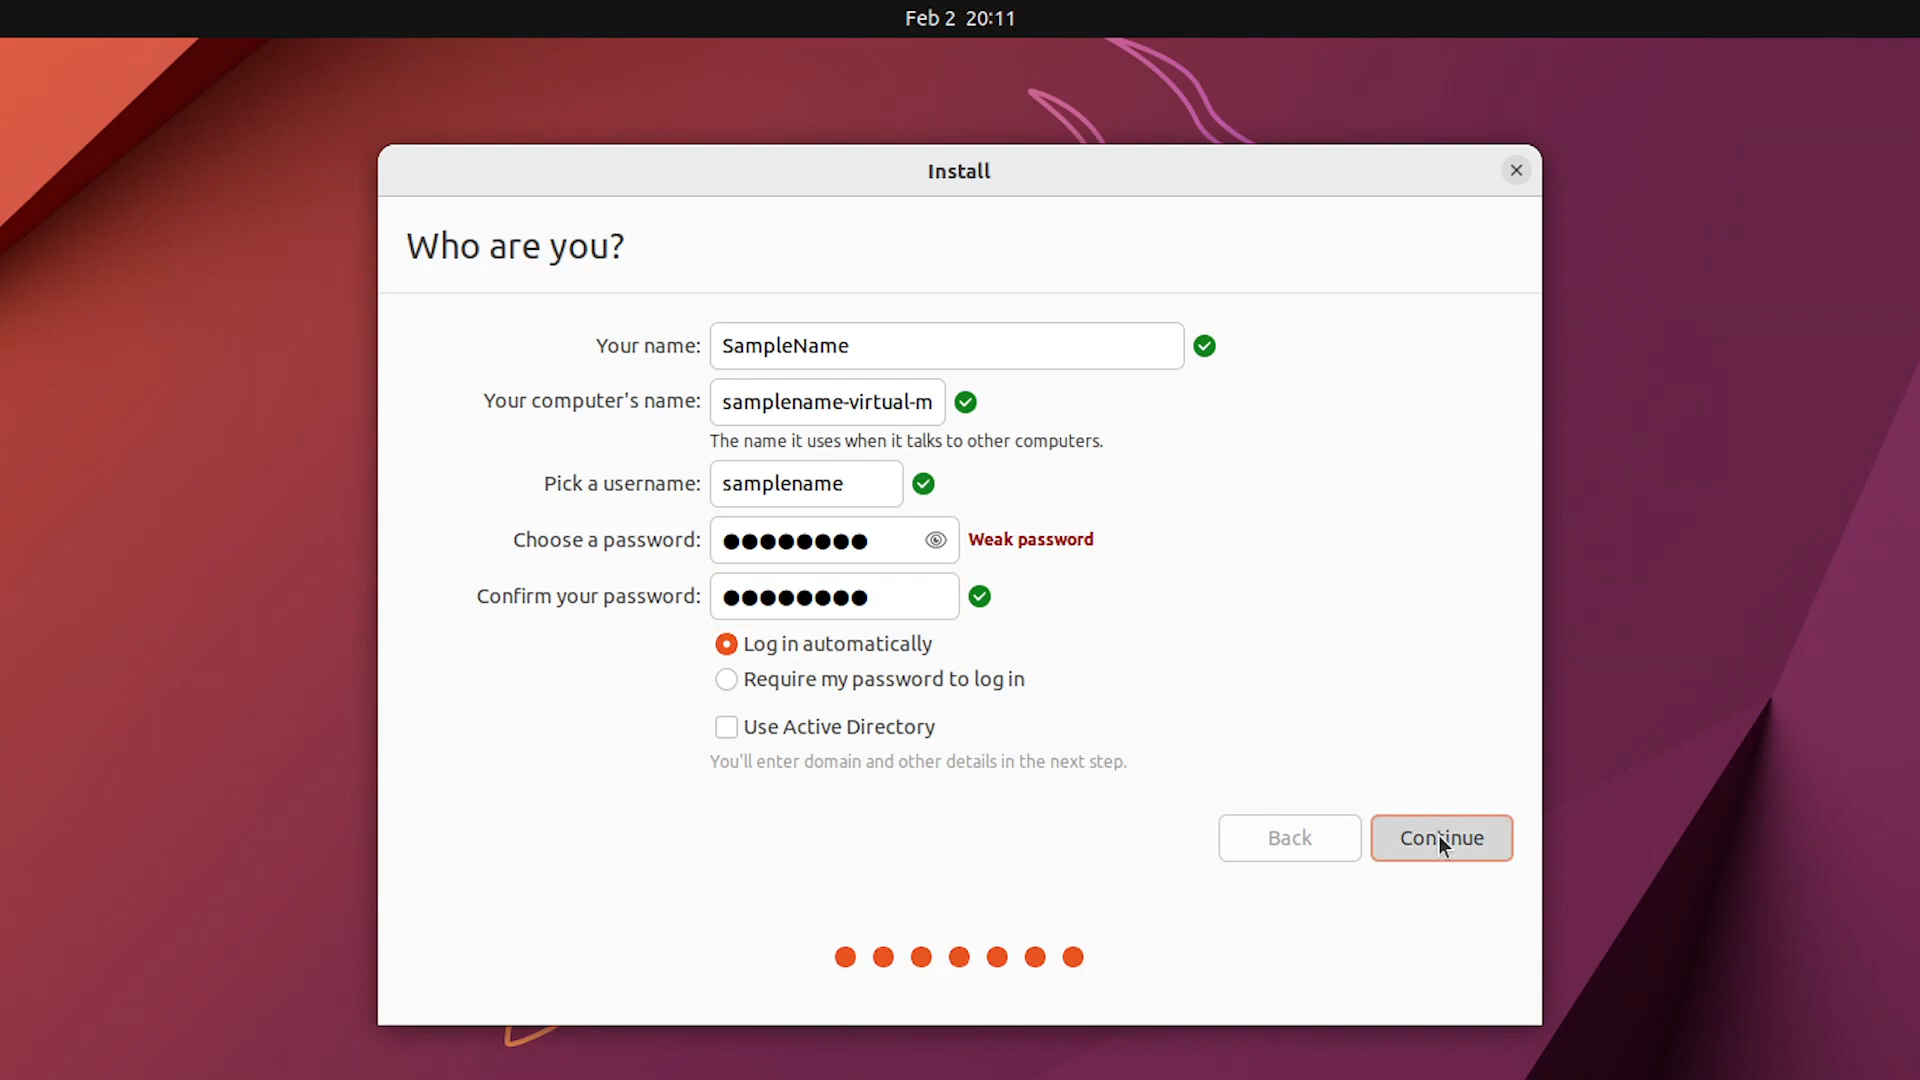 Feb 2 20:11
Install
Who are you?
Your name: SampleName
Your computer's name: samplename-virtual-m
The name it uses when it talks to other computers.
Pick a username: samplename
Choose a password: ●●●●●●●● Weak password
Confirm your password: ●●●●●●●●
Log in automatically
Require my password to log in
Use Active Directory
You'll enter domain and other details in the next step.
Back Continue